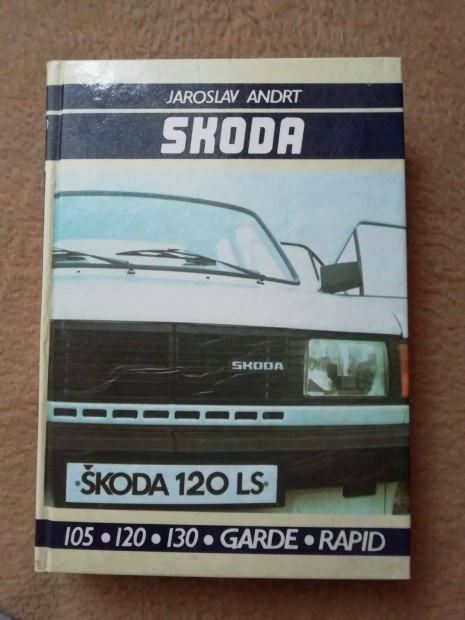 JAROSLAV ANDRT
SKODA
SKODA
ŠKODA 120 LS
105 • 120 • 130 • GARDE • RAPID